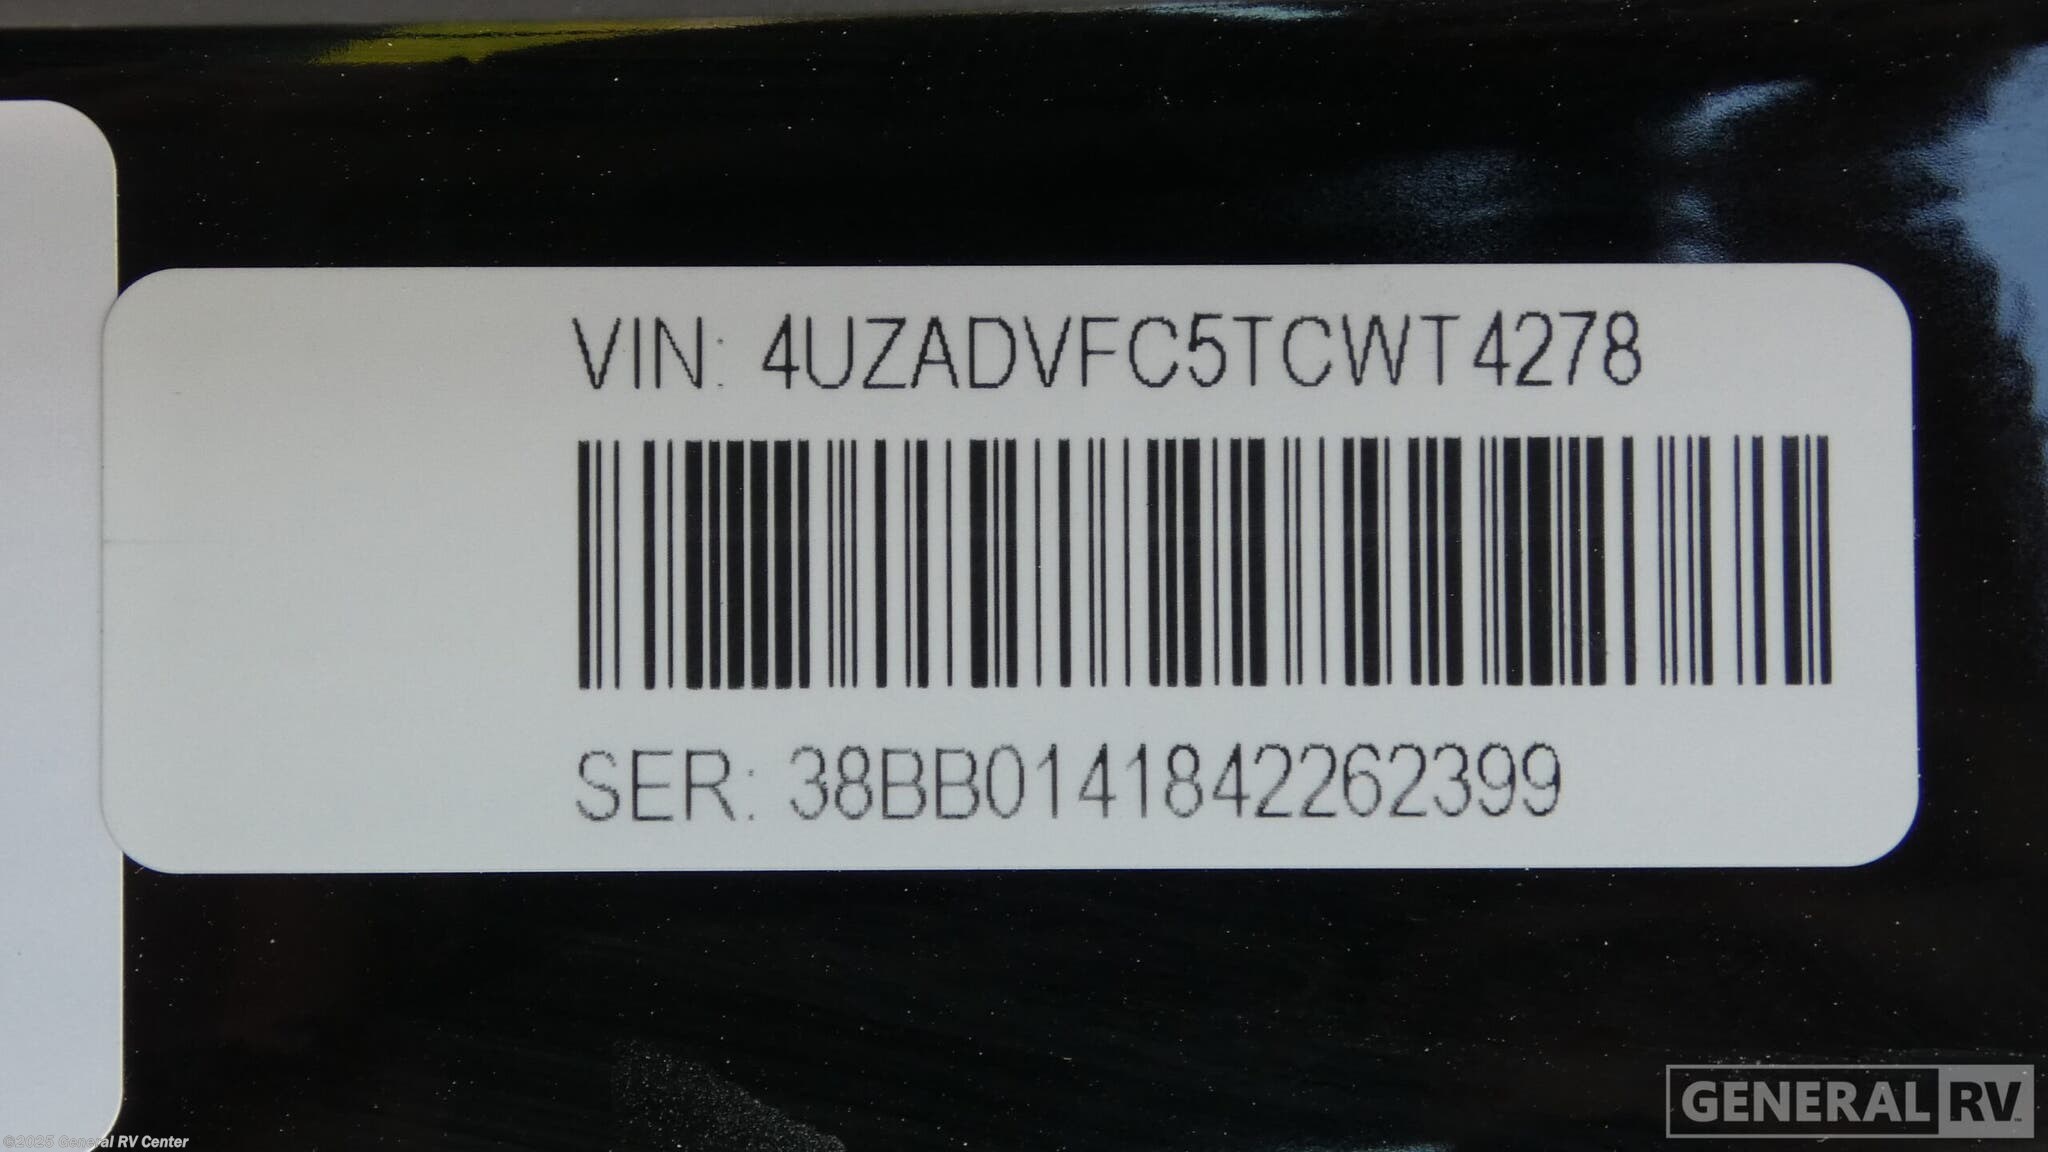 VIN: 4UZADVFC5TCWT4278
SER: 38BB0141842262399
GENERAL RV
©2025 General RV Center